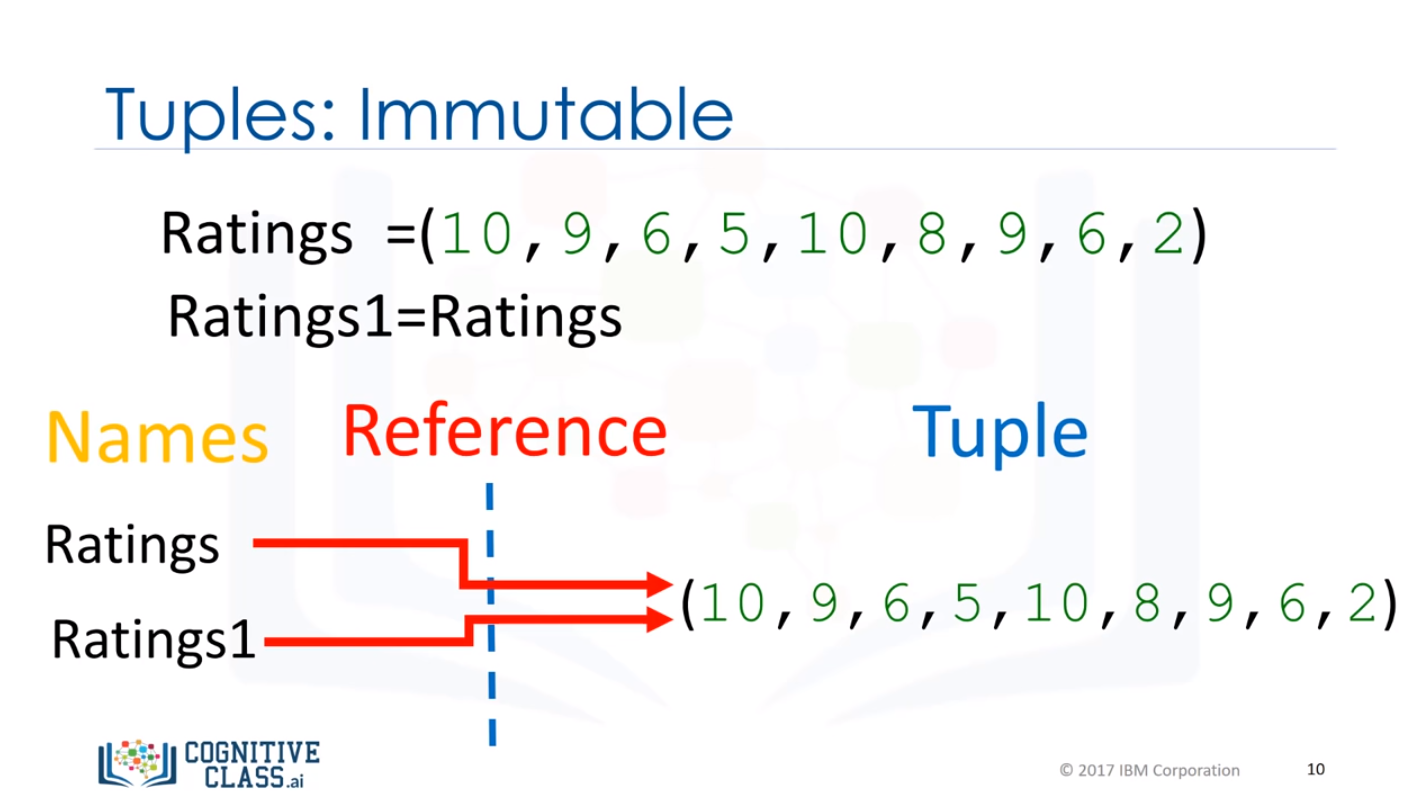 Tuples: Immutable
Ratings =(10,9,6,5,10,8,9,6,2)
Ratings1=Ratings
Names Reference Tuple
Ratings
(10,9,6,5,10,8,9,6,2)
Ratings1
COGNITIVE
CLASS.ai
© 2017 IBM Corporation 10